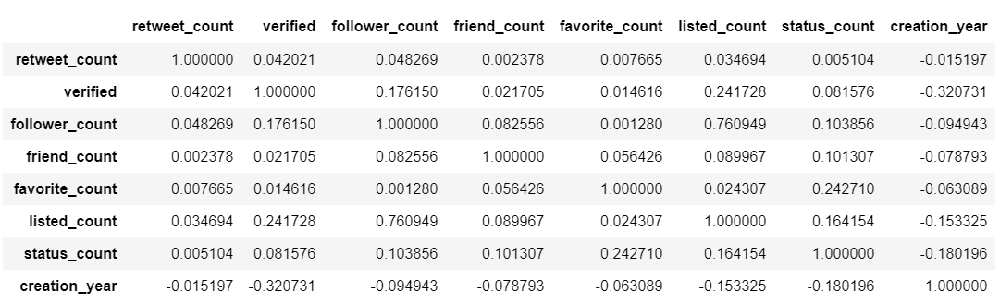 retweet_count verified follower_count friend_count favorite_count listed_count status_count creation_year
retweet_count 1.000000 0.042021 0.048269 0.002378 0.007665 0.034694 0.005104 -0.015197
verified 0.042021 1.000000 0.176150 0.021705 0.014616 0.241728 0.081576 -0.320731
follower_count 0.048269 0.176150 1.000000 0.082556 0.001280 0.760949 0.103856 -0.094943
friend_count 0.002378 0.021705 0.082556 1.000000 0.056426 0.089967 0.101307 -0.078793
favorite_count 0.007665 0.014616 0.001280 0.056426 1.000000 0.024307 0.242710 -0.063089
listed_count 0.034694 0.241728 0.760949 0.089967 0.024307 1.000000 0.164154 -0.153325
status_count 0.005104 0.081576 0.103856 0.101307 0.242710 0.164154 1.000000 -0.180196
creation_year -0.015197 -0.320731 -0.094943 -0.078793 -0.063089 -0.153325 -0.180196 1.000000